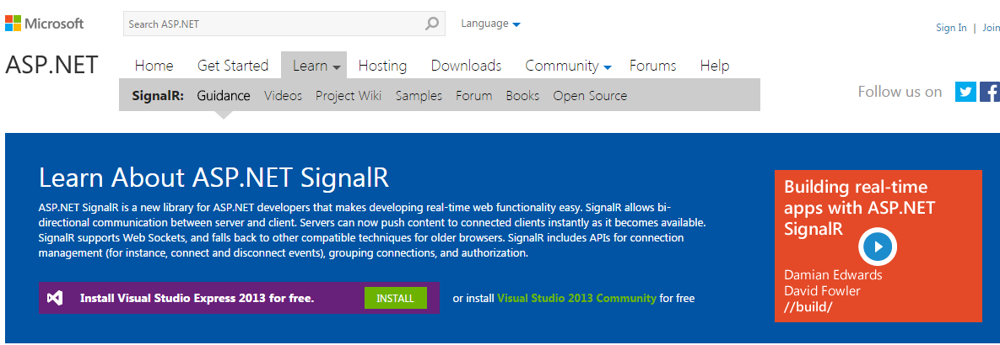 Microsoft
Search ASP.NET
Language
Sign In | Join
ASP.NET
Home Get Started Learn Hosting Downloads Community Forums Help
SignalR: Guidance Videos Project Wiki Samples Forum Books Open Source
Follow us on
Learn About ASP.NET SignalR
ASP.NET SignalR is a new library for ASP.NET developers that makes developing real-time web functionality easy. SignalR allows bi-
directional communication between server and client. Servers can now push content to connected clients instantly as it becomes available.
SignalR supports Web Sockets, and falls back to other compatible techniques for older browsers. SignalR includes APIs for connection
management (for instance, connect and disconnect events), grouping connections, and authorization.
Install Visual Studio Express 2013 for free. INSTALL or install Visual Studio 2013 Community for free
Building real-time
apps with ASP.NET
SignalR
Damian Edwards
David Fowler
//build/